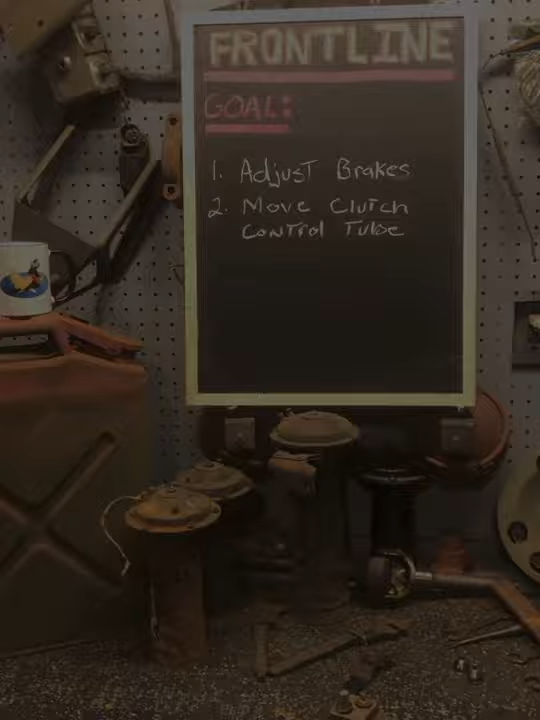 FRONTLINE
GOAL:
1. Adjust Brakes
2. Move Clutch
Control Tube